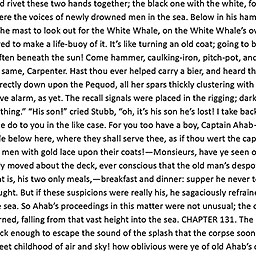 d rivet these two hands together; the black one with the white, fo
ere the voices of newly drowned men in the sea. Below in his ham
he mast to look out for the White Whale, on the White Whale's ov
red to make a life-buoy of it. It's like turning an old coat; going to b
ften beneath the sun! Come hammer, caulking-iron, pitch-pot, anc
same, Carpenter. Hast thou ever helped carry a bier, and heard th
rectly down upon the Pequod, all her spars thickly clustering with
ve alarm, as yet. The recall signals were placed in the rigging; dark
thing." "His son!" cried Stubb, "oh, it's his son he's lost! I take back
e do to you in the like case. For you too have a boy, Captain Ahab–
le below here, where they shall serve thee, as if thou wert the cap
men with gold lace upon their coats!—Monsieurs, have ye seen o
y moved about the deck, ever conscious that the old man's despo
at is, his two only meals,—breakfast and dinner: supper he never to
ught. But if these suspicions were really his, he sagaciously refraine
e sea. So Ahab's proceedings in this matter were not unusual; the o
rned, falling from that vast height into the sea. CHAPTER 131. The
ck enough to escape the sound of the splash that the corpse soon
eet childhood of air and sky! how oblivious were ye of old Ahab's c